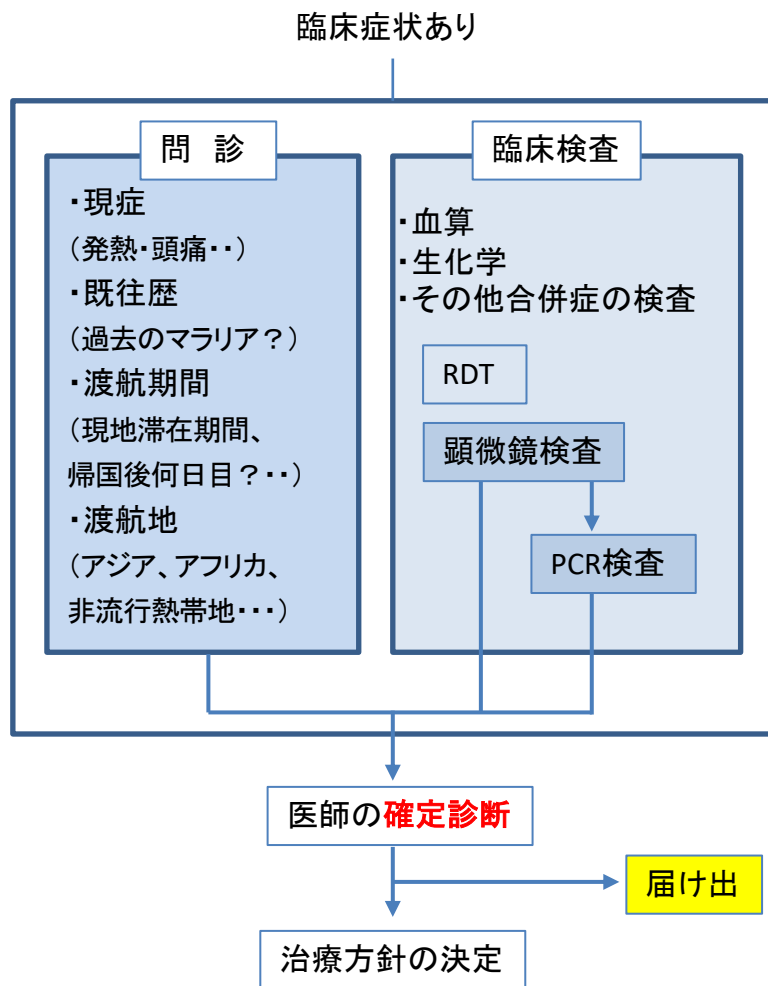 臨床症状あり
問 診
・現症
(発熱・頭痛・・)
・既往歴
(過去のマラリア?)
・渡航期間
(現地滞在期間、
帰国後何日目?・・)
・渡航地
(アジア、アフリカ、
非流行熱帯地・・・)
臨床検査
・血算
・生化学
・その他合併症の検査
RDT
顕微鏡検査
PCR検査
医師の確定診断
届け出
治療方針の決定